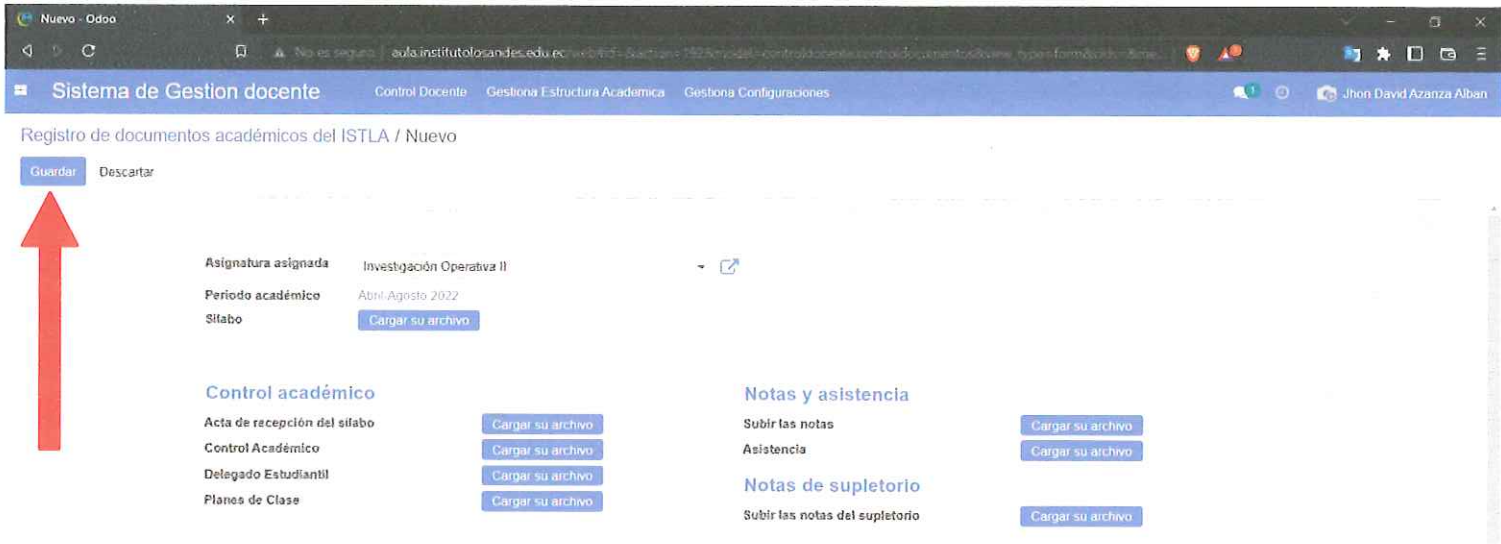 Nuevo - Odoo
No es seguro aula.institutolosandes.edu.ec
Sistema de Gestion docente Control Docente Gestiona Estructura Academica Gestiona Configuraciones 1 Jhon David Azanza Alban
Registro de documentos académicos del ISTLA / Nuevo
Guardar Descartar
Asignatura asignada Investigación Operativa II
Periodo académico Abril-Agosto 2022
Sílabo Cargar su archivo
Control académico
Acta de recepción del sílabo Cargar su archivo
Control Académico Cargar su archivo
Delegado Estudiantil Cargar su archivo
Planes de Clase Cargar su archivo
Notas y asistencia
Subir las notas Cargar su archivo
Asistencia Cargar su archivo
Notas de supletorio
Subir las notas del supletorio Cargar su archivo